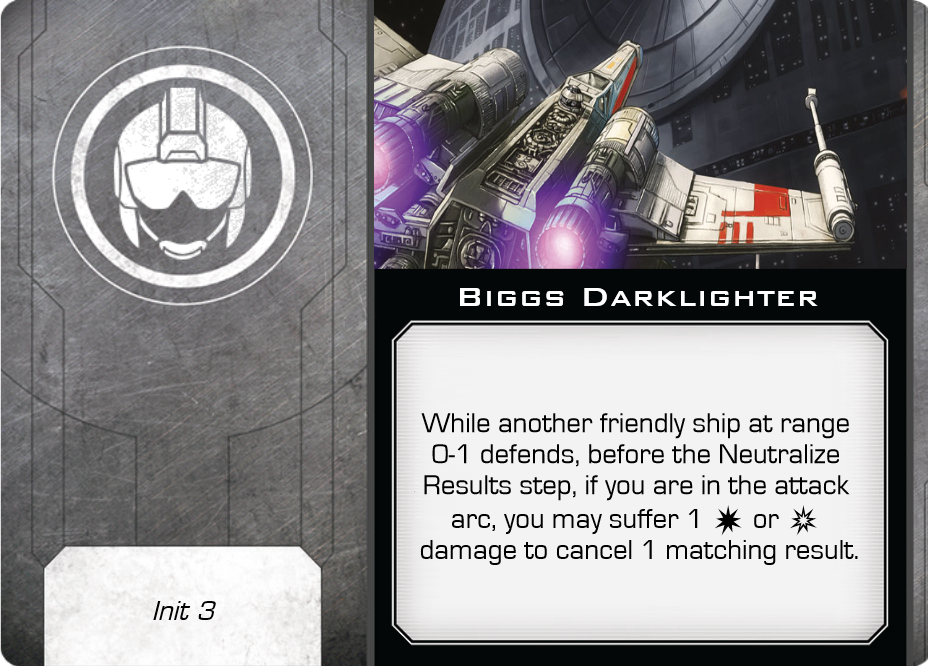 Biggs Darklighter
While another friendly ship at range
0-1 defends, before the Neutralize
Results step, if you are in the attack
arc, you may suffer 1 or
damage to cancel 1 matching result.
Init 3